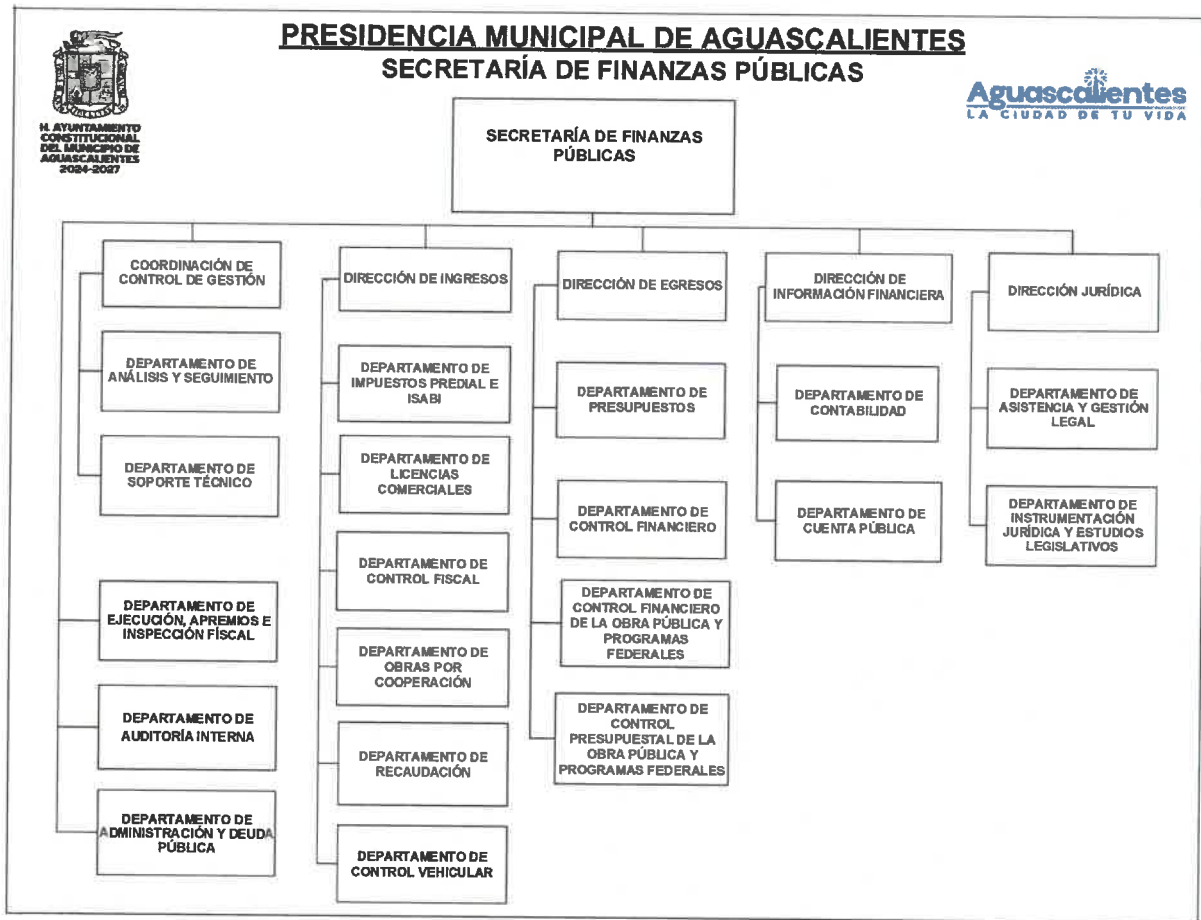 PRESIDENCIA MUNICIPAL DE AGUASCALIENTES
SECRETARÍA DE FINANZAS PÚBLICAS
H. AYUNTAMIENTO
CONSTITUCIONAL
DEL MUNICIPIO DE
AGUASCALIENTES
2024-2027
Aguascalientes
LA CIUDAD DE TU VIDA
SECRETARÍA DE FINANZAS
PÚBLICAS
COORDINACIÓN DE
CONTROL DE GESTIÓN
DEPARTAMENTO DE
ANÁLISIS Y SEGUIMIENTO
DEPARTAMENTO DE
SOPORTE TÉCNICO
DEPARTAMENTO DE
EJECUCIÓN, APREMIOS E
INSPECCIÓN FÍSCAL
DEPARTAMENTO DE
AUDITORÍA INTERNA
DEPARTAMENTO DE
ADMINISTRACIÓN Y DEUDA
PÚBLICA
DIRECCIÓN DE INGRESOS
DEPARTAMENTO DE
IMPUESTOS PREDIAL E
ISABI
DEPARTAMENTO DE
LICENCIAS
COMERCIALES
DEPARTAMENTO DE
CONTROL FISCAL
DEPARTAMENTO DE
OBRAS POR
COOPERACIÓN
DEPARTAMENTO DE
RECAUDACIÓN
DEPARTAMENTO DE
CONTROL VEHICULAR
DIRECCIÓN DE EGRESOS
DEPARTAMENTO DE
PRESUPUESTOS
DEPARTAMENTO DE
CONTROL FINANCIERO
DEPARTAMENTO DE
CONTROL FINANCIERO
DE LA OBRA PÚBLICA Y
PROGRAMAS
FEDERALES
DEPARTAMENTO DE
CONTROL
PRESUPUESTAL DE LA
OBRA PÚBLICA Y
PROGRAMAS FEDERALES
DIRECCIÓN DE
INFORMACIÓN FINANCIERA
DEPARTAMENTO DE
CONTABILIDAD
DEPARTAMENTO DE
CUENTA PÚBLICA
DIRECCIÓN JURÍDICA
DEPARTAMENTO DE
ASISTENCIA Y GESTIÓN
LEGAL
DEPARTAMENTO DE
INSTRUMENTACIÓN
JURÍDICA Y ESTUDIOS
LEGISLATIVOS